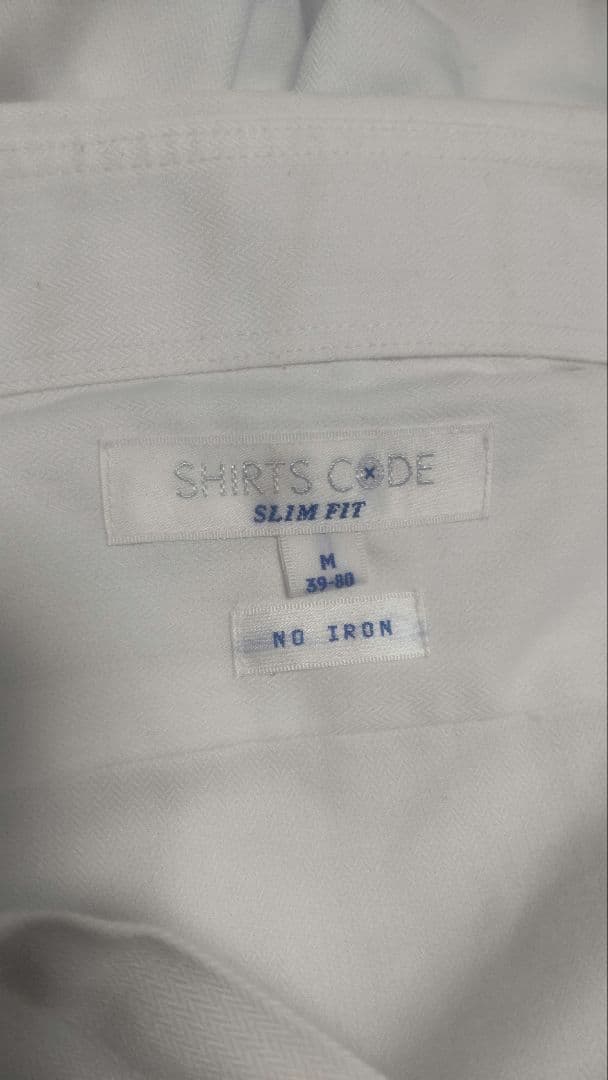 SHIRTS CODE
SLIM FIT
M
39-80
NO IRON